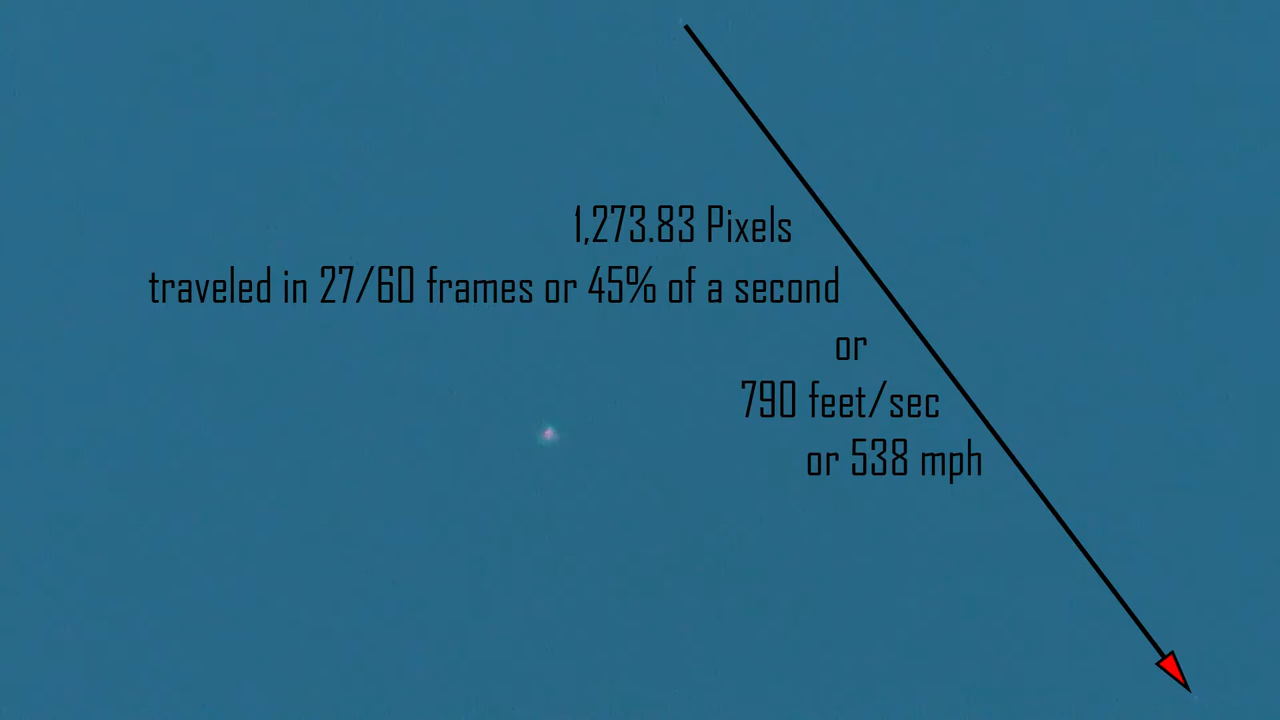 1,273.83 Pixels
traveled in 27/60 frames or 45% of a second
or
790 feet/sec
or 538 mph